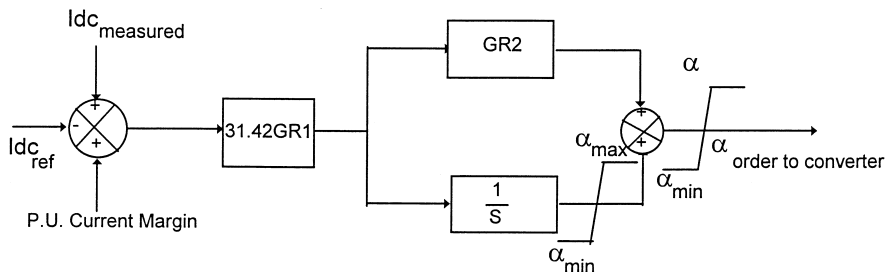 Idc measured
GR2
α
+
-
+
31.42GR1
+
+
α max
α order to converter
Idc ref
α min
1
S
P.U. Current Margin
α min